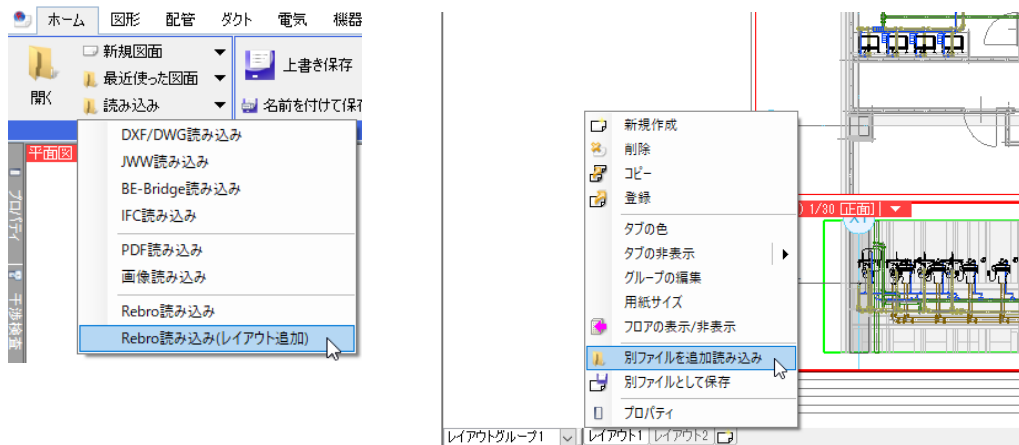 ホーム 図形 配管 ダクト 電気 機器
開く
新規図面
最近使った図面
読み込み
上書き保存
名前を付けて保存
DXF/DWG読み込み
JWW読み込み
BE-Bridge読み込み
IFC読み込み
PDF読み込み
画像読み込み
Rebro読み込み
Rebro読み込み(レイアウト追加)
平面図
プロパティ
干渉検査
新規作成
削除
コピー
登録
タブの色
タブの非表示
グループの編集
用紙サイズ
フロアの表示/非表示
別ファイルを追加読み込み
別ファイルとして保存
プロパティ
) 1/30 [正面]
X1
レイアウトグループ1 レイアウト1 レイアウト2